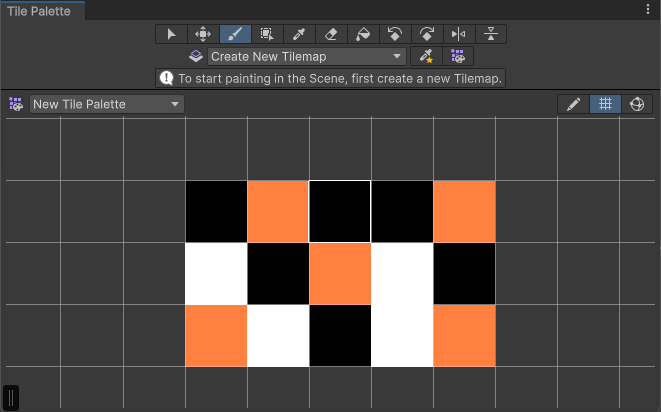 Tile Palette
Create New Tilemap
To start painting in the Scene, first create a new Tilemap.
New Tile Palette